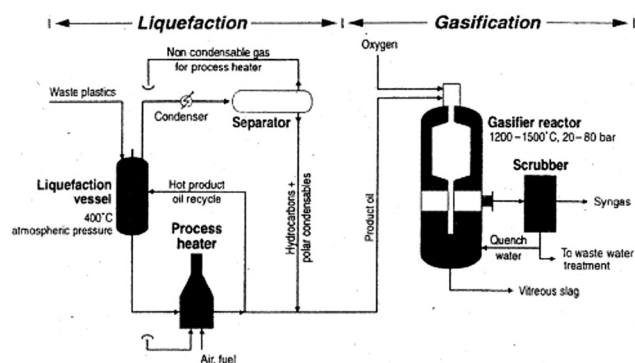 Liquefaction
Gasification
Non condensable gas
for process heater
Oxygen
Waste plastics
Condenser
Separator
Gasifier reactor
1200–1500°C, 20–80 bar
Scrubber
Liquefaction
vessel
400°C
atmospheric pressure
Hot product
oil recycle
Process
heater
Hydrocarbons +
polar condensables
Product oil
Syngas
Quench
water
To waste water
treatment
Vitreous slag
Air, fuel